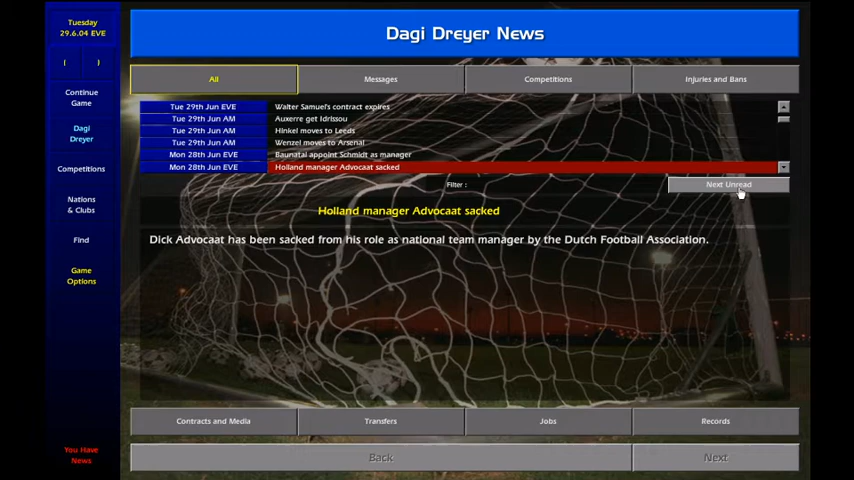 Tuesday
29.6.04 EVE
Dagi Dreyer News
( )
All Messages Competitions Injuries and Bans
Continue
Game
Dagi
Dreyer
Competitions
Nations
& Clubs
Find
Game
Options
Tue 29th Jun EVE Walter Samuel's contract expires
Tue 29th Jun AM Auxerre get Idrissou
Tue 29th Jun AM Hinkel moves to Leeds
Tue 29th Jun AM Wenzel moves to Arsenal
Mon 28th Jun EVE Baunatal appoint Schmidt as manager
Mon 28th Jun EVE Holland manager Advocaat sacked
Filter : Next Unread
Holland manager Advocaat sacked
Dick Advocaat has been sacked from his role as national team manager by the Dutch Football Association.
Contracts and Media Transfers Jobs Records
You Have
News
Back Next